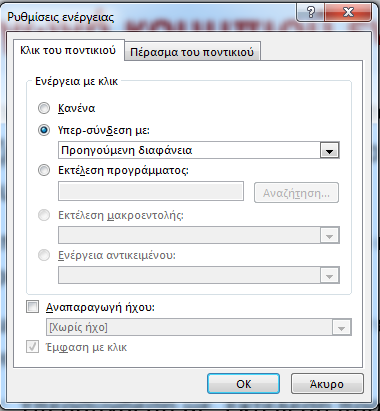 Ρυθμίσεις ενέργειας
Κλικ του ποντικιού Πέρασμα του ποντικιού
Ενέργεια με κλικ
Κανένα
Υπερ-σύνδεση με:
Προηγούμενη διαφάνεια
Εκτέλεση προγράμματος:
Αναζήτηση...
Εκτέλεση μακροεντολής:
Ενέργεια αντικειμένου:
Αναπαραγωγή ήχου:
[Χωρίς ήχο]
Έμφαση με κλικ
OK Άκυρο